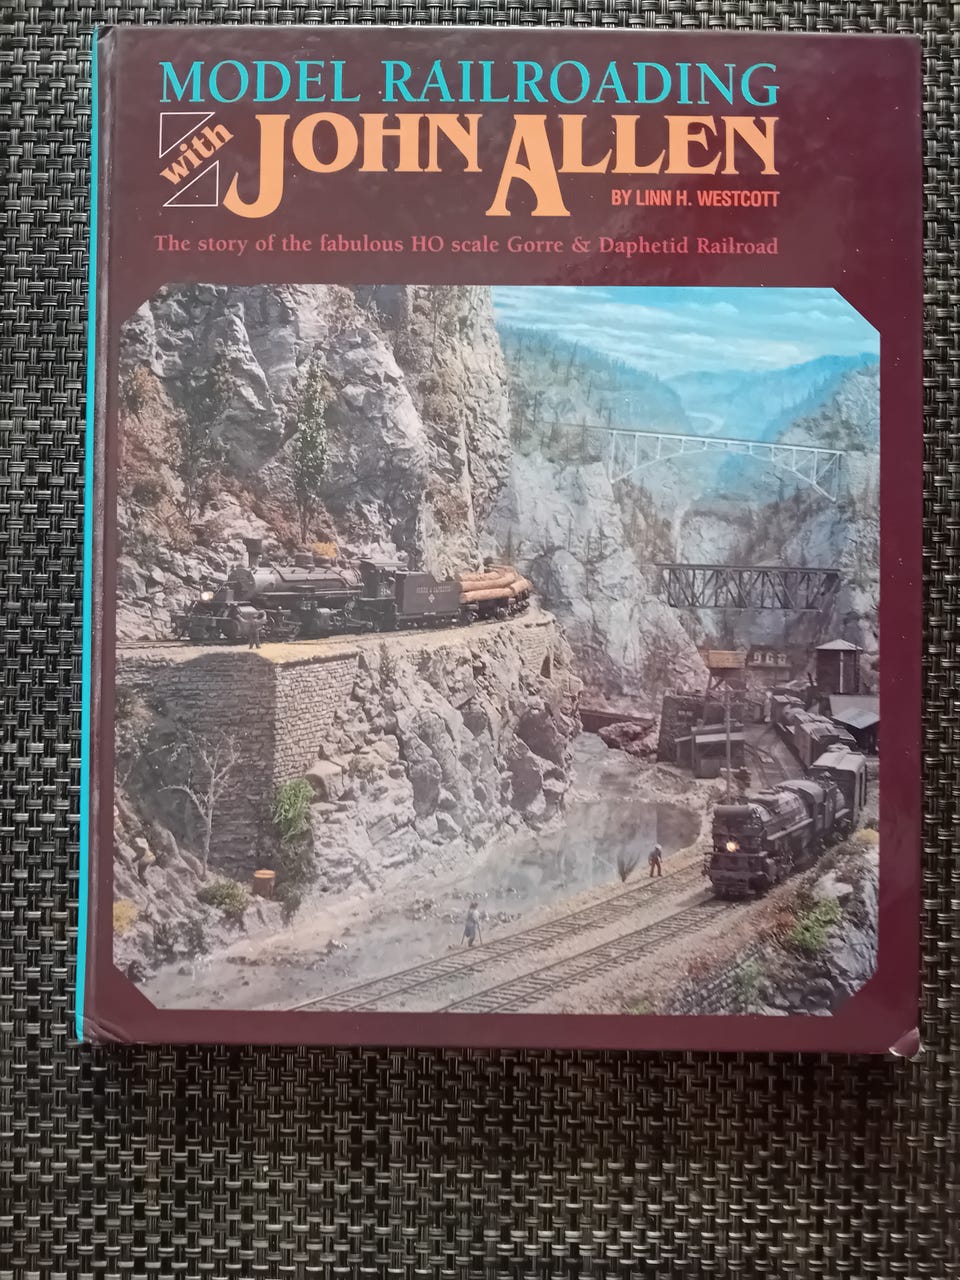 MODEL RAILROADING
with JOHN ALLEN
BY LINN H. WESTCOTT
The story of the fabulous HO scale Gorre & Daphetid Railroad